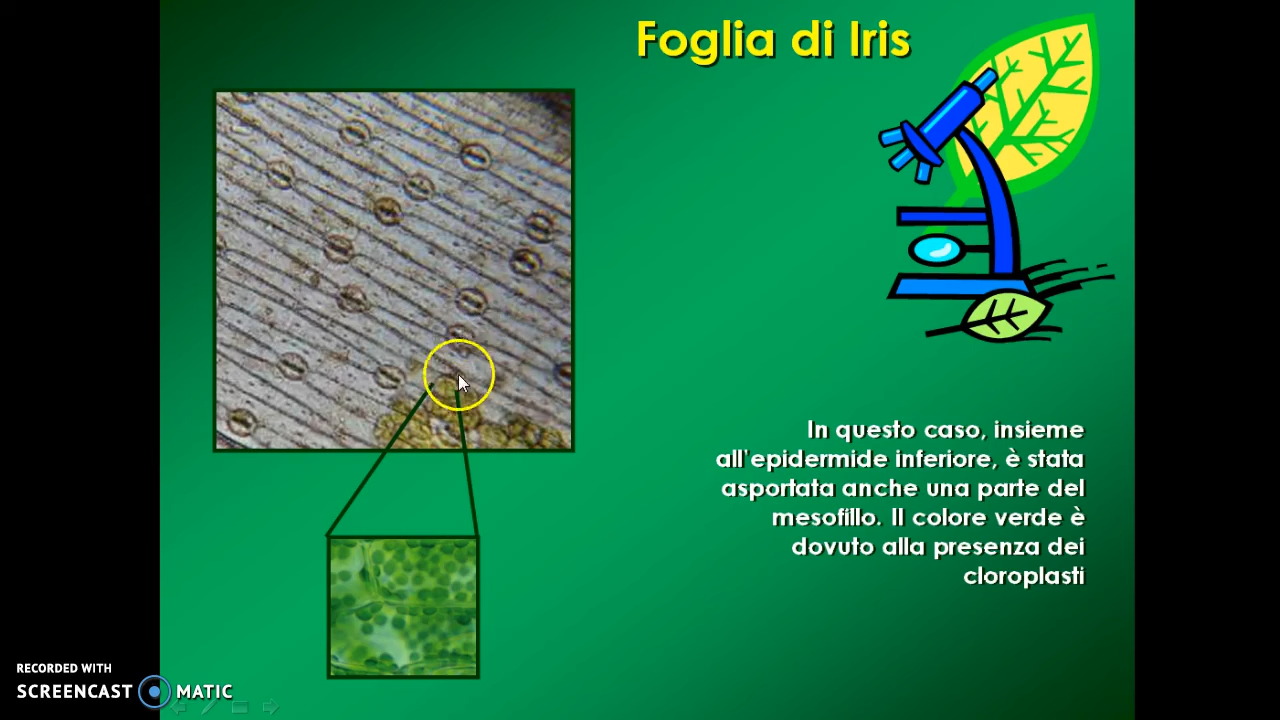 Foglia di Iris
In questo caso, insieme
all'epidermide inferiore, è stata
asportata anche una parte del
mesofillo. Il colore verde è
dovuto alla presenza dei
cloroplasti
RECORDED WITH
SCREENCAST MATIC